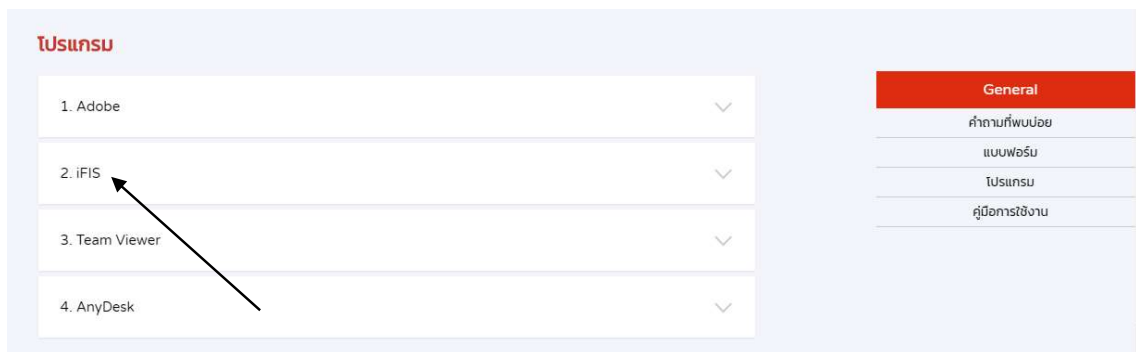 โปรแกรม
1. Adobe
2. iFIS
3. Team Viewer
4. AnyDesk
General
คำถามที่พบบ่อย
แบบฟอร์ม
โปรแกรม
คู่มือการใช้งาน